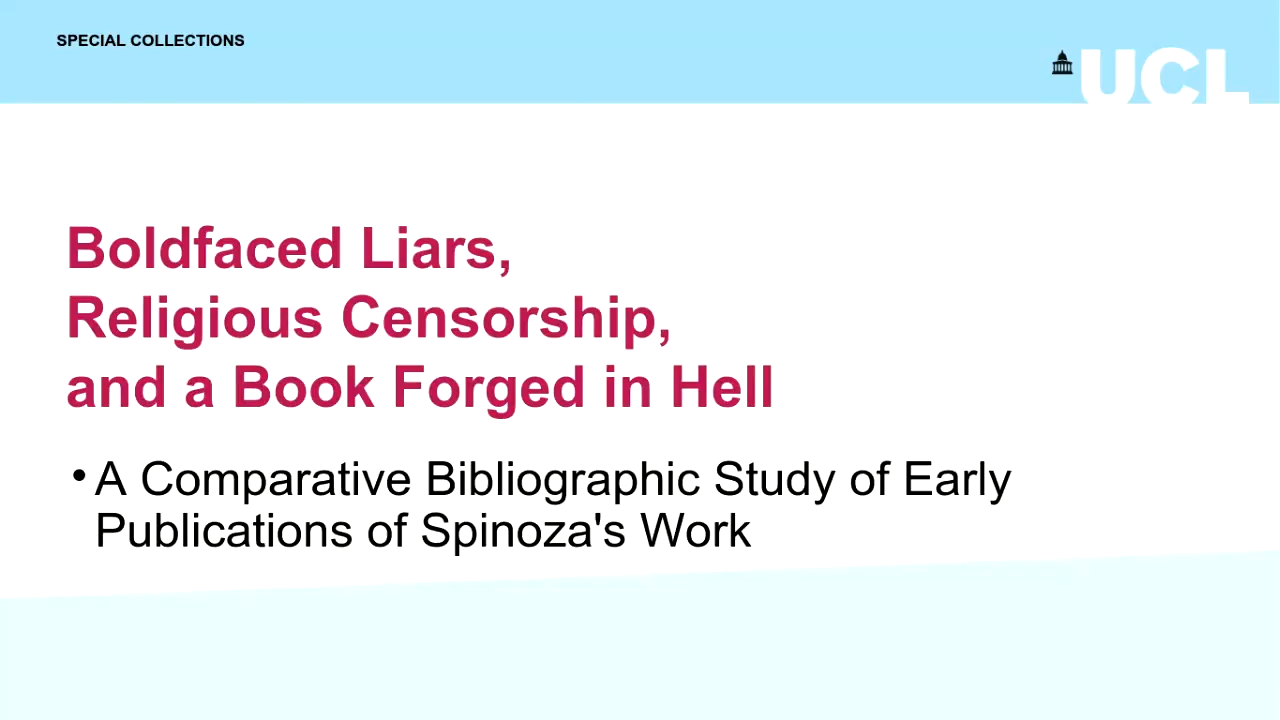 SPECIAL COLLECTIONS
UCL
Boldfaced Liars,
Religious Censorship,
and a Book Forged in Hell
• A Comparative Bibliographic Study of Early
Publications of Spinoza's Work